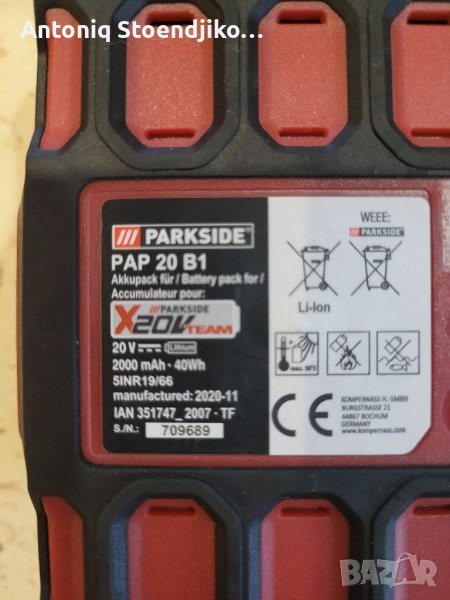 Antoniq Stoendjiko...
PARKSIDE®
PAP 20 B1
Akkupack für / Battery pack for /
Accumulateur pour:
PARKSIDE
X20V TEAM
20 V Lithium
2000 mAh • 40Wh
5INR19/66
manufactured: 2020-11
IAN 351747_2007 - TF
S./N.: 709689
WEEE:
PARKSIDE
Li-Ion
max. 50°C
CE
KOMPERNASS H. GMBH
BURGSTRASSE 21
44867 BOCHUM
GERMANY
www.kompernass.com
BAZAR